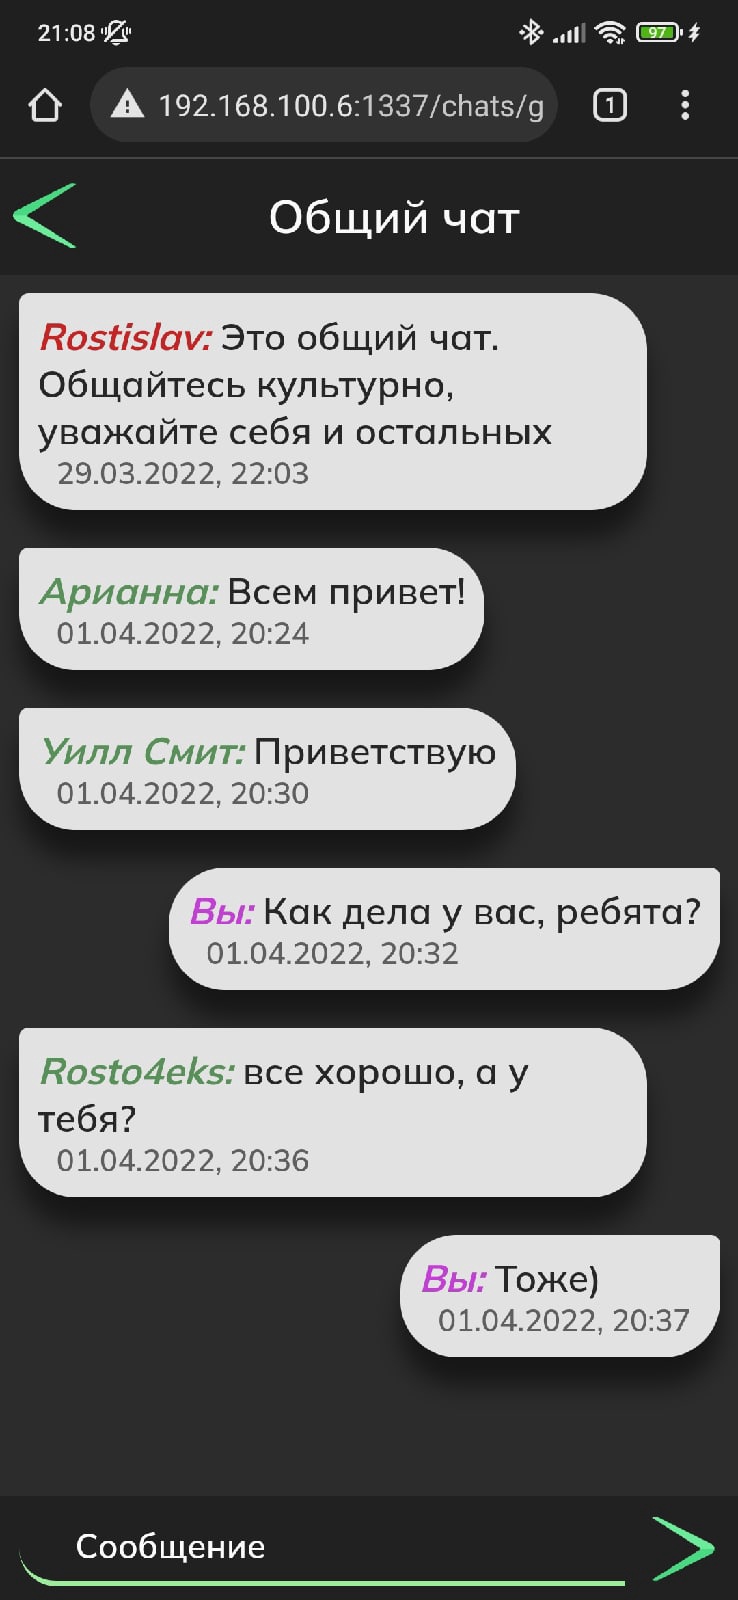 21:08
97
192.168.100.6:1337/chats/g
1
Общий чат
Rostislav: Это общий чат.
Общайтесь культурно,
уважайте себя и остальных
29.03.2022, 22:03
Арианна: Всем привет!
01.04.2022, 20:24
Уилл Смит: Приветствую
01.04.2022, 20:30
Вы: Как дела у вас, ребята?
01.04.2022, 20:32
Rosto4eks: все хорошо, а у
тебя?
01.04.2022, 20:36
Вы: Тоже)
01.04.2022, 20:37
Сообщение